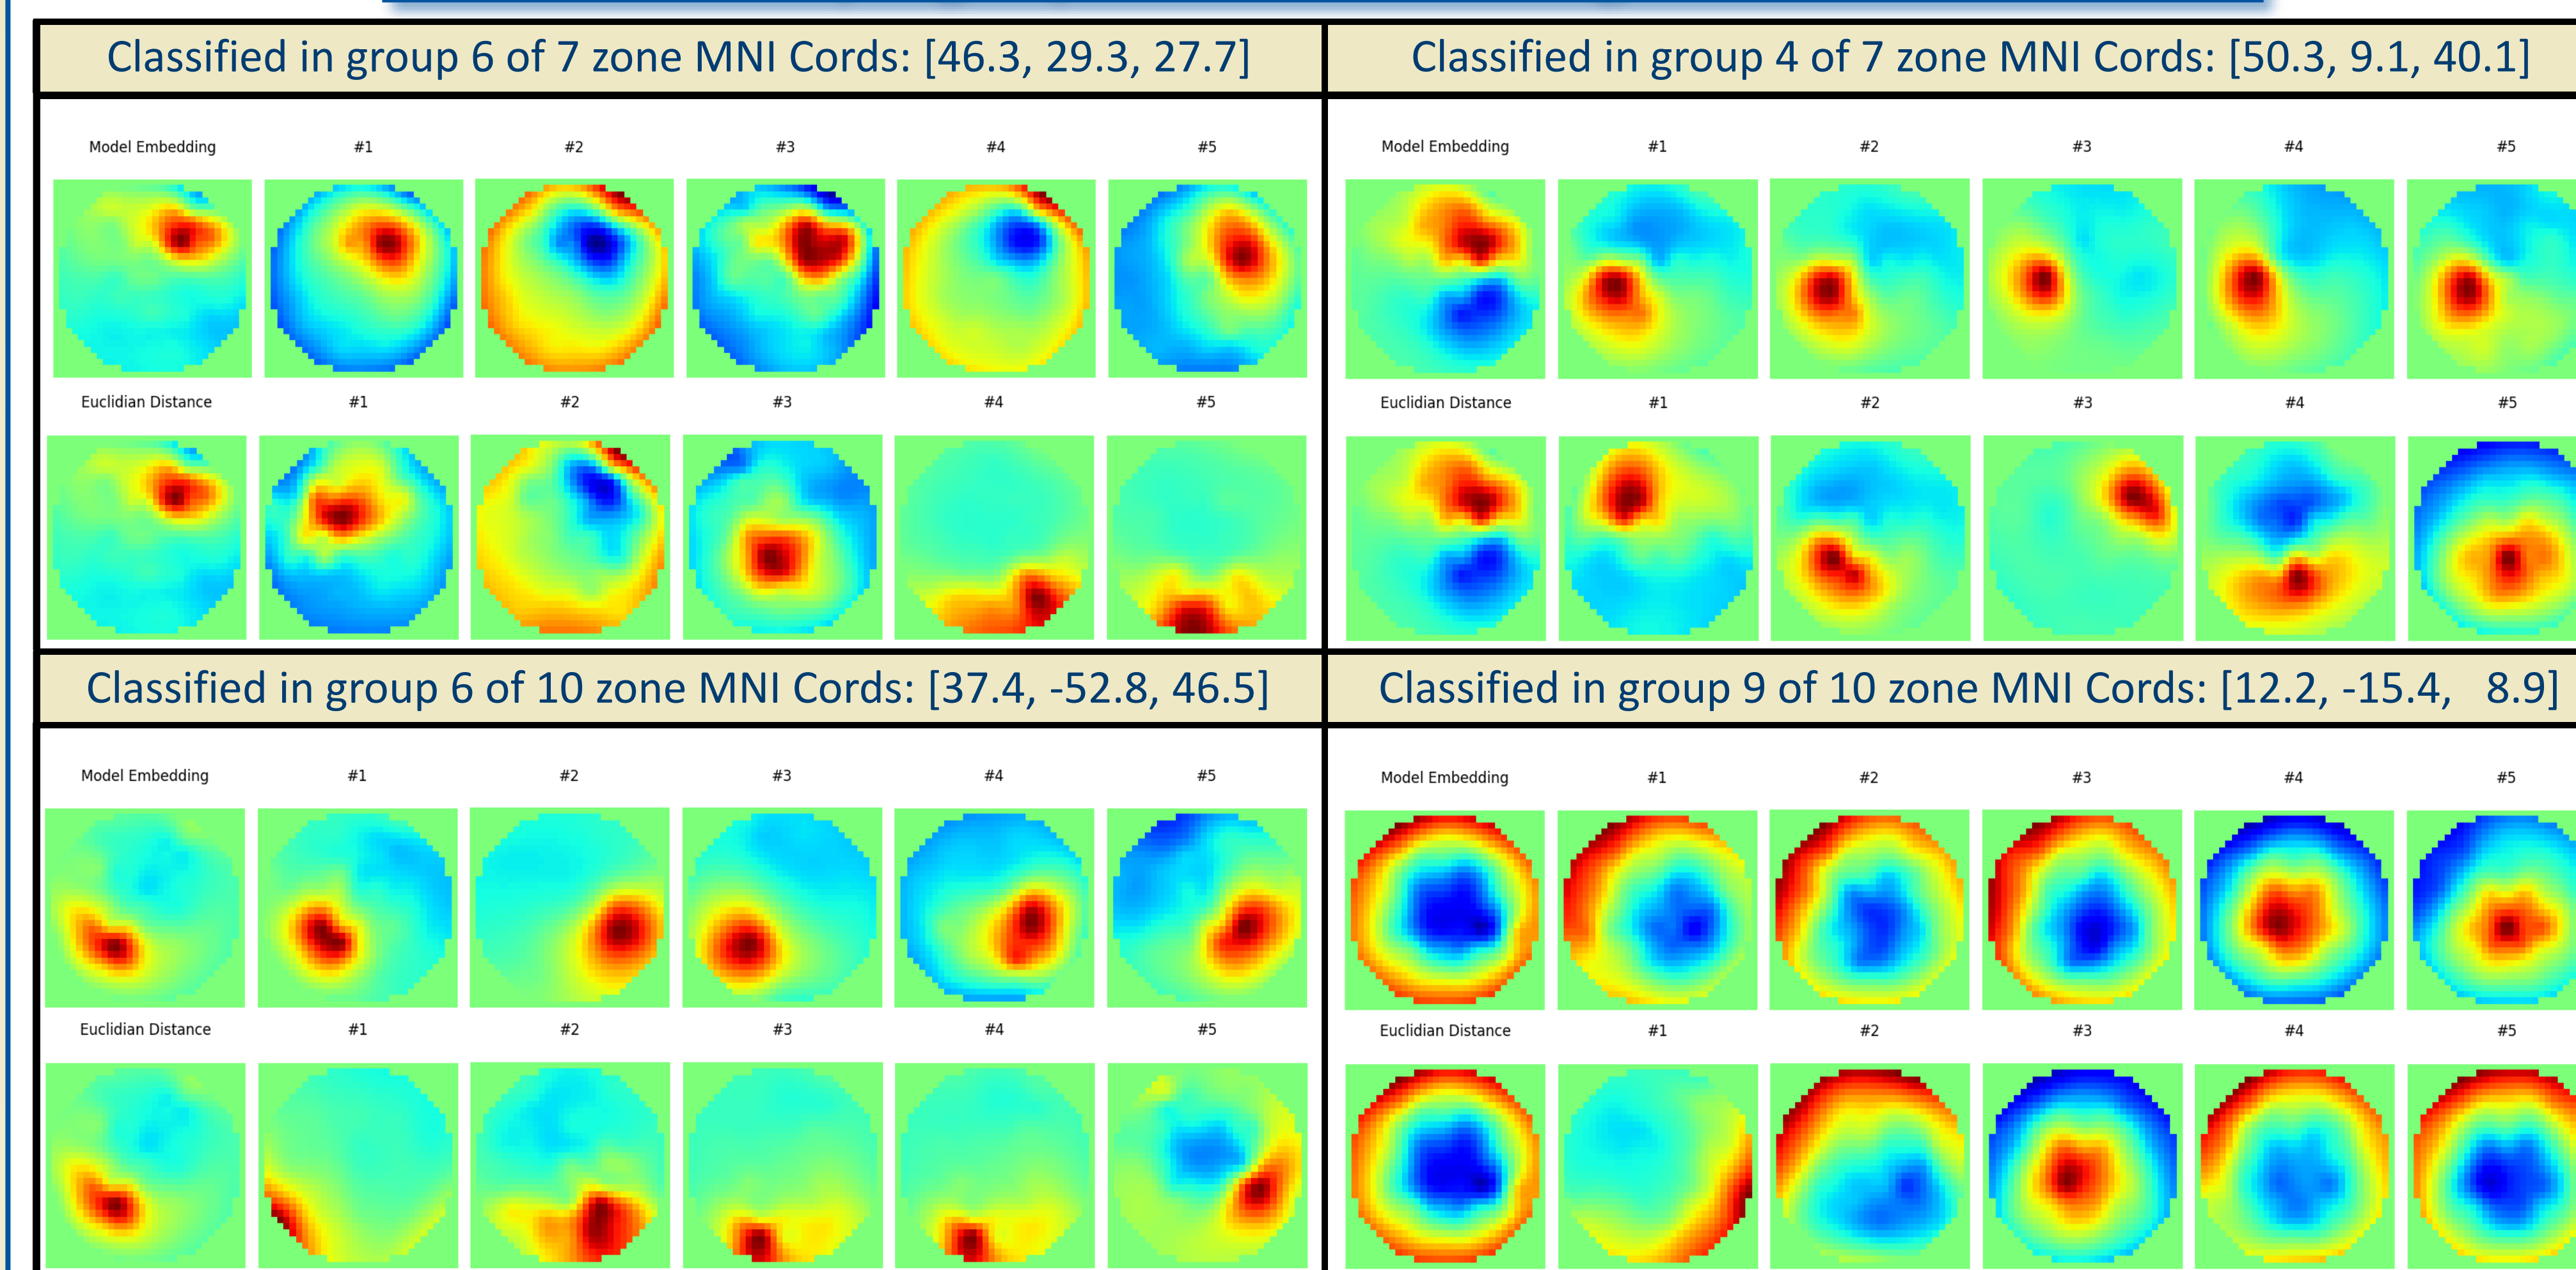 Classified in group 6 of 7 zone MNI Cords: [46.3, 29.3, 27.7]
Model Embedding #1 #2 #3 #4 #5
Euclidian Distance #1 #2 #3 #4 #5
Classified in group 4 of 7 zone MNI Cords: [50.3, 9.1, 40.1]
Model Embedding #1 #2 #3 #4 #5
Euclidian Distance #1 #2 #3 #4 #5
Classified in group 6 of 10 zone MNI Cords: [37.4, -52.8, 46.5]
Model Embedding #1 #2 #3 #4 #5
Euclidian Distance #1 #2 #3 #4 #5
Classified in group 9 of 10 zone MNI Cords: [12.2, -15.4, 8.9]
Model Embedding #1 #2 #3 #4 #5
Euclidian Distance #1 #2 #3 #4 #5